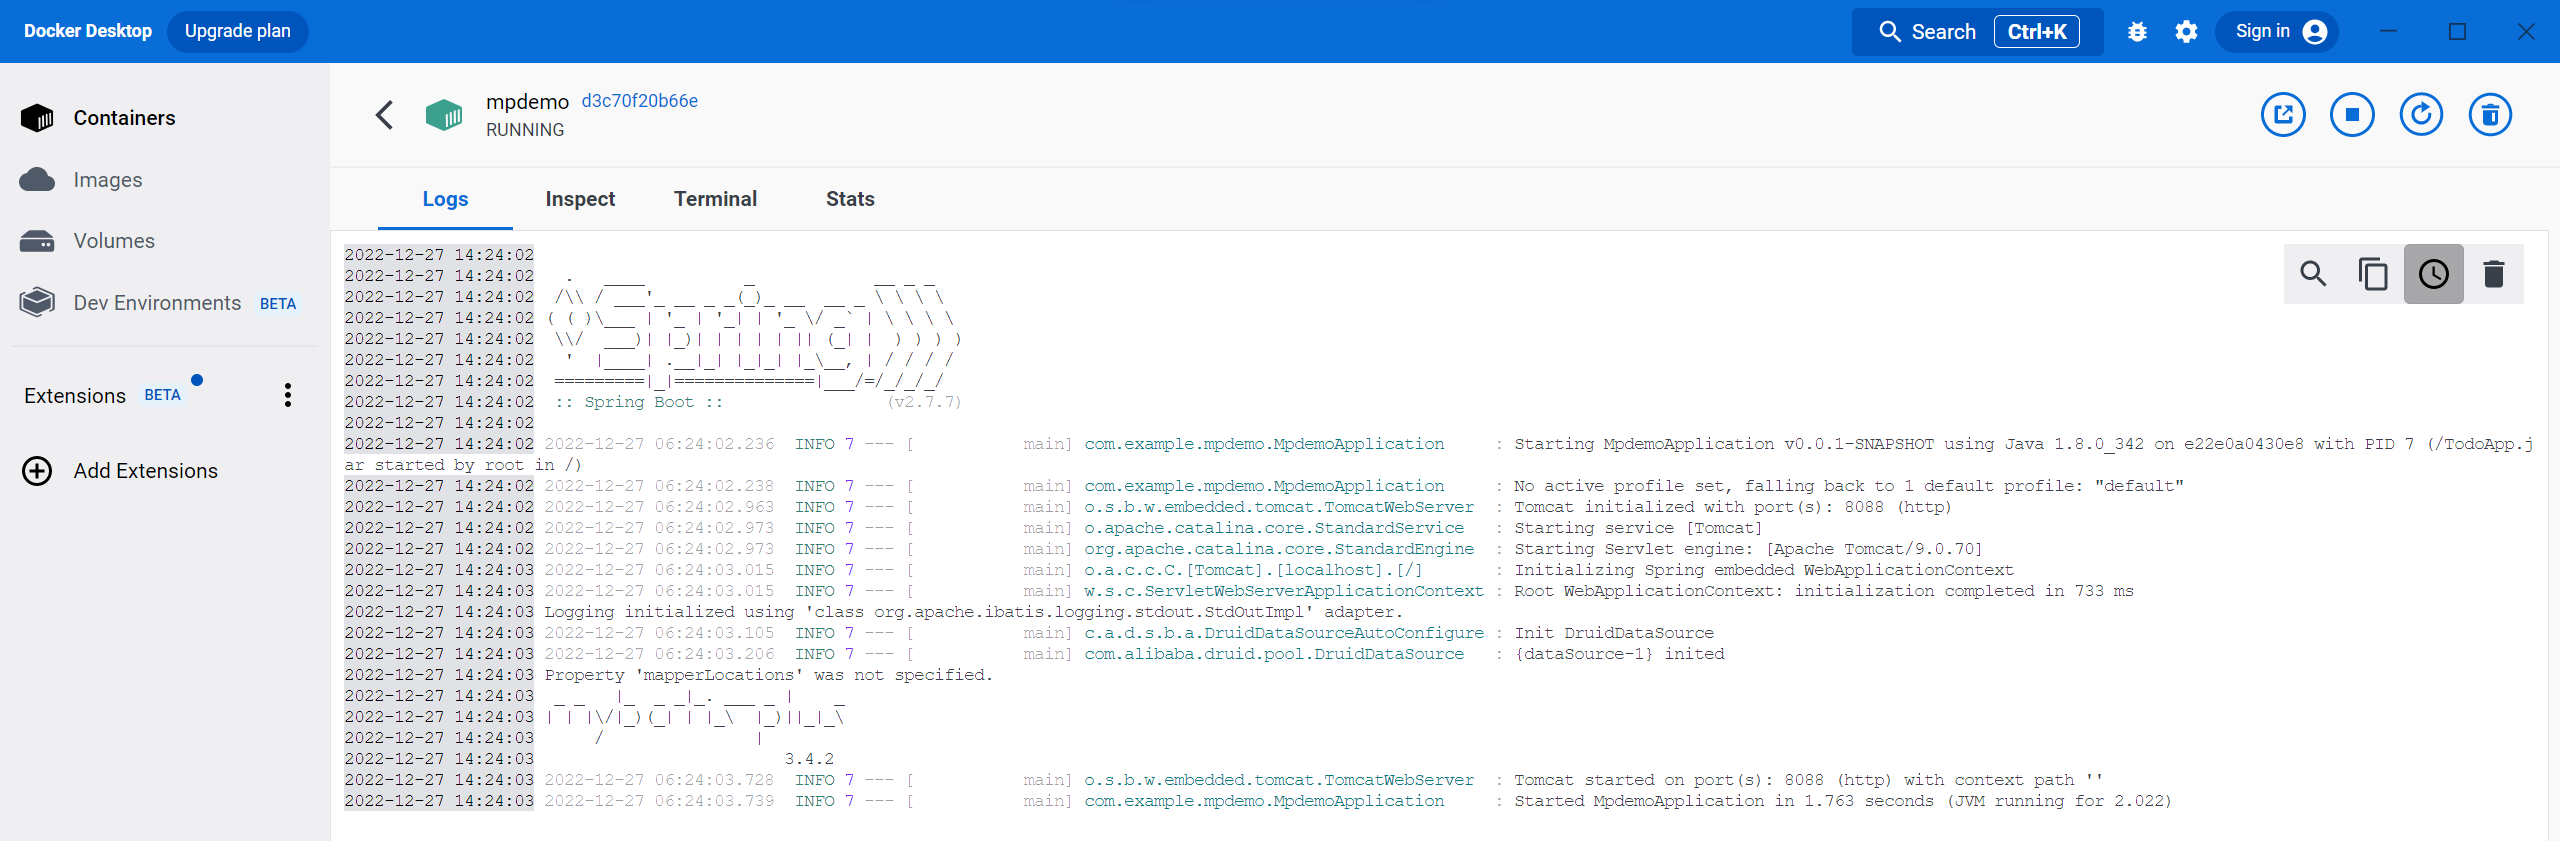 Docker Desktop Upgrade plan Search Ctrl+K Sign in
Containers
Images
Volumes
Dev Environments BETA
Extensions BETA
Add Extensions
mpdemo d3c70f20b66e
RUNNING
Logs Inspect Terminal Stats
2022-12-27 14:24:02
2022-12-27 14:24:02   .   ____          _            __ _ _
2022-12-27 14:24:02  /\\ / ___'_ __ _ _(_)_ __  __ _ \ \ \ \
2022-12-27 14:24:02 ( ( )\___ | '_ | '_| | '_ \/ _` | \ \ \ \
2022-12-27 14:24:02  \\/  ___)| |_)| | | | | || (_| |  ) ) ) )
2022-12-27 14:24:02   '  |____| .__|_| |_|_| |_\__, | / / / /
2022-12-27 14:24:02  =========|_|==============|___/=/_/_/_/
2022-12-27 14:24:02  :: Spring Boot ::                (v2.7.7)
2022-12-27 14:24:02
2022-12-27 14:24:02 2022-12-27 06:24:02.236  INFO 7 --- [           main] com.example.mpdemo.MpdemoApplication     : Starting MpdemoApplication v0.0.1-SNAPSHOT using Java 1.8.0_342 on e22e0a0430e8 with PID 7 (/TodoApp.j
ar started by root in /)
2022-12-27 14:24:02 2022-12-27 06:24:02.238  INFO 7 --- [           main] com.example.mpdemo.MpdemoApplication     : No active profile set, falling back to 1 default profile: "default"
2022-12-27 14:24:02 2022-12-27 06:24:02.963  INFO 7 --- [           main] o.s.b.w.embedded.tomcat.TomcatWebServer  : Tomcat initialized with port(s): 8088 (http)
2022-12-27 14:24:02 2022-12-27 06:24:02.973  INFO 7 --- [           main] o.apache.catalina.core.StandardService   : Starting service [Tomcat]
2022-12-27 14:24:02 2022-12-27 06:24:02.973  INFO 7 --- [           main] org.apache.catalina.core.StandardEngine  : Starting Servlet engine: [Apache Tomcat/9.0.70]
2022-12-27 14:24:03 2022-12-27 06:24:03.015  INFO 7 --- [           main] o.a.c.c.C.[Tomcat].[localhost].[/]       : Initializing Spring embedded WebApplicationContext
2022-12-27 14:24:03 2022-12-27 06:24:03.015  INFO 7 --- [           main] w.s.c.ServletWebServerApplicationContext : Root WebApplicationContext: initialization completed in 733 ms
2022-12-27 14:24:03 Logging initialized using 'class org.apache.ibatis.logging.stdout.StdOutImpl' adapter.
2022-12-27 14:24:03 2022-12-27 06:24:03.105  INFO 7 --- [           main] c.a.d.s.b.a.DruidDataSourceAutoConfigure : Init DruidDataSource
2022-12-27 14:24:03 2022-12-27 06:24:03.206  INFO 7 --- [           main] com.alibaba.druid.pool.DruidDataSource   : {dataSource-1} inited
2022-12-27 14:24:03 Property 'mapperLocations' was not specified.
2022-12-27 14:24:03  _ _   |_  _ _|_. ___ _ |    _
2022-12-27 14:24:03 | | |\/|_)(_| | |_\  |_)||_|_\
2022-12-27 14:24:03      /               |
2022-12-27 14:24:03                         3.4.2
2022-12-27 14:24:03 2022-12-27 06:24:03.728  INFO 7 --- [           main] o.s.b.w.embedded.tomcat.TomcatWebServer  : Tomcat started on port(s): 8088 (http) with context path ''
2022-12-27 14:24:03 2022-12-27 06:24:03.739  INFO 7 --- [           main] com.example.mpdemo.MpdemoApplication     : Started MpdemoApplication in 1.763 seconds (JVM running for 2.022)